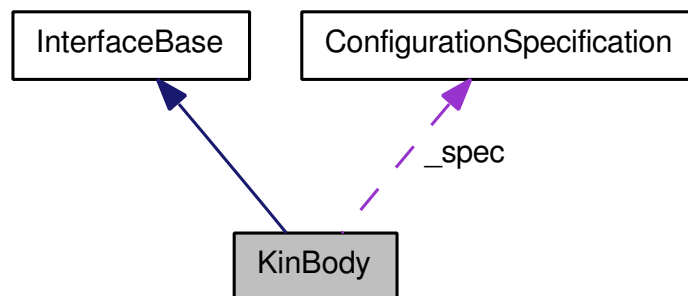 InterfaceBase
ConfigurationSpecification
_spec
KinBody